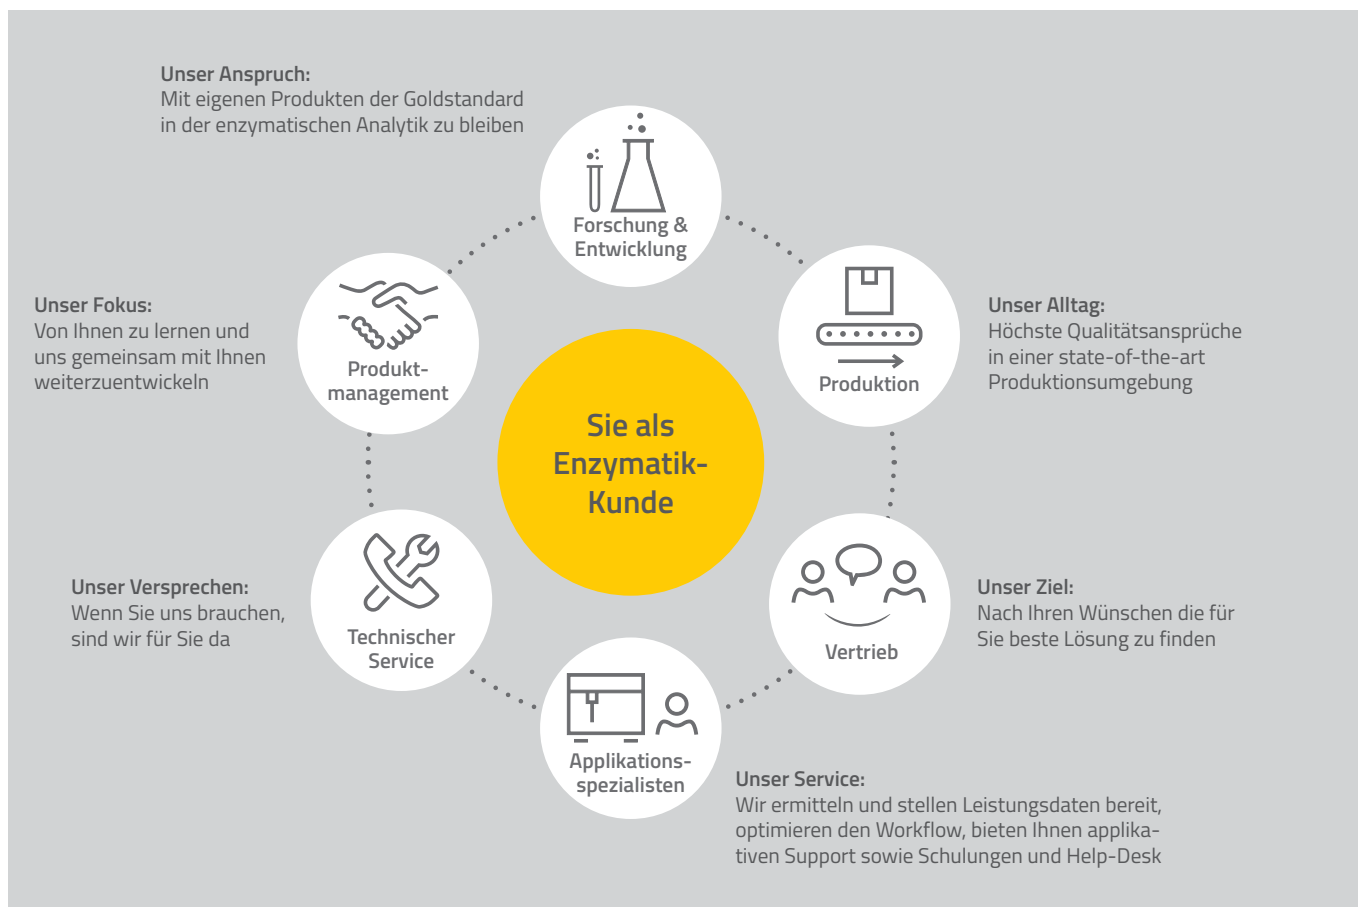 Unser Anspruch:
Mit eigenen Produkten der Goldstandard
in der enzymatischen Analytik zu bleiben
Forschung &
Entwicklung
Unser Fokus:
Von Ihnen zu lernen und
uns gemeinsam mit Ihnen
weiterzuentwickeln
Produkt-
management
Produktion
Unser Alltag:
Höchste Qualitätsansprüche
in einer state-of-the-art
Produktionsumgebung
Sie als
Enzymatik-
Kunde
Unser Versprechen:
Wenn Sie uns brauchen,
sind wir für Sie da
Technischer
Service
Vertrieb
Unser Ziel:
Nach Ihren Wünschen die für
Sie beste Lösung zu finden
Applikations-
spezialisten
Unser Service:
Wir ermitteln und stellen Leistungsdaten bereit,
optimieren den Workflow, bieten Ihnen applika-
tiven Support sowie Schulungen und Help-Desk